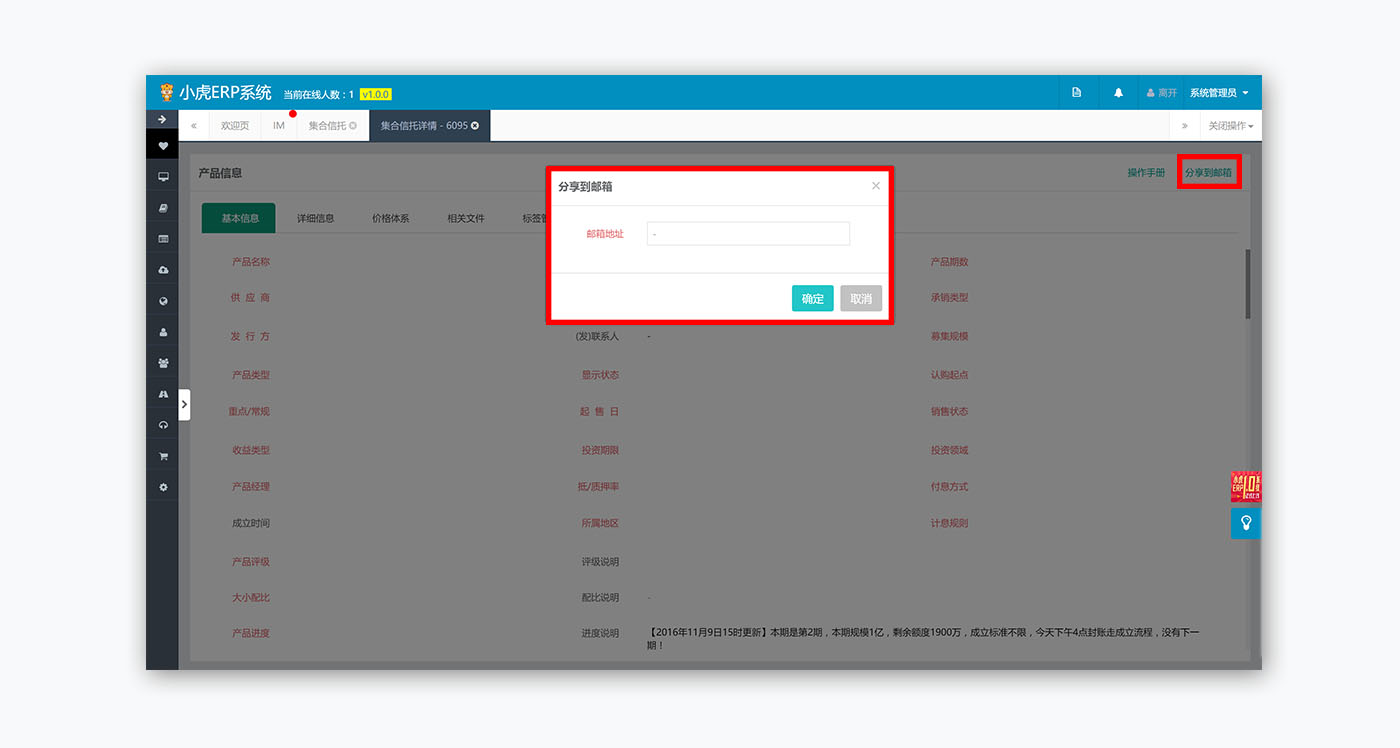 小虎ERP系统 当前在线人数：1 v1.0.0 离开 系统管理员
« 欢迎页 IM 集合信托 集合信托详情 - 6095 » 关闭操作
产品信息 操作手册 分享到邮箱
分享到邮箱 ×
基本信息 详细信息 价格体系 相关文件
邮箱地址 -
确定 取消
产品名称 产品期数
供 应 商 承销类型
发 行 方 (发)联系人 - 募集规模
产品类型 显示状态 认购起点
重点/常规 起 售 日 销售状态
收益类型 投资期限 投资领域
产品经理 抵/质押率 付息方式
成立时间 所属地区 计息规则
产品评级 评级说明
大小配比 配比说明 -
产品进度 进度说明 【2016年11月9日15时更新】本期是第2期，本期规模1亿，剩余额度1900万，成立标准不限，今天下午4点封账走成立流程，没有下一
期！
小虎
ERP 1.0